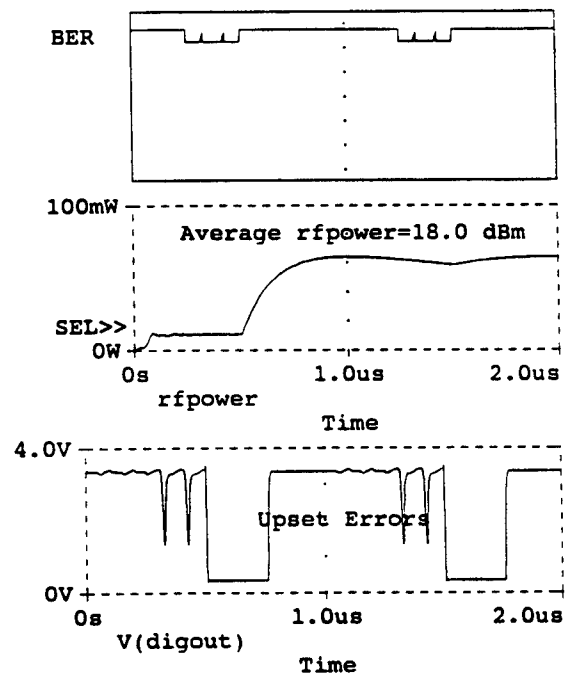 BER
100mW
Average rfpower=18.0 dBm
SEL>>
0W
0s 1.0us 2.0us
rfpower
Time
4.0V
Upset Errors
0V
0s 1.0us 2.0us
V(digout)
Time